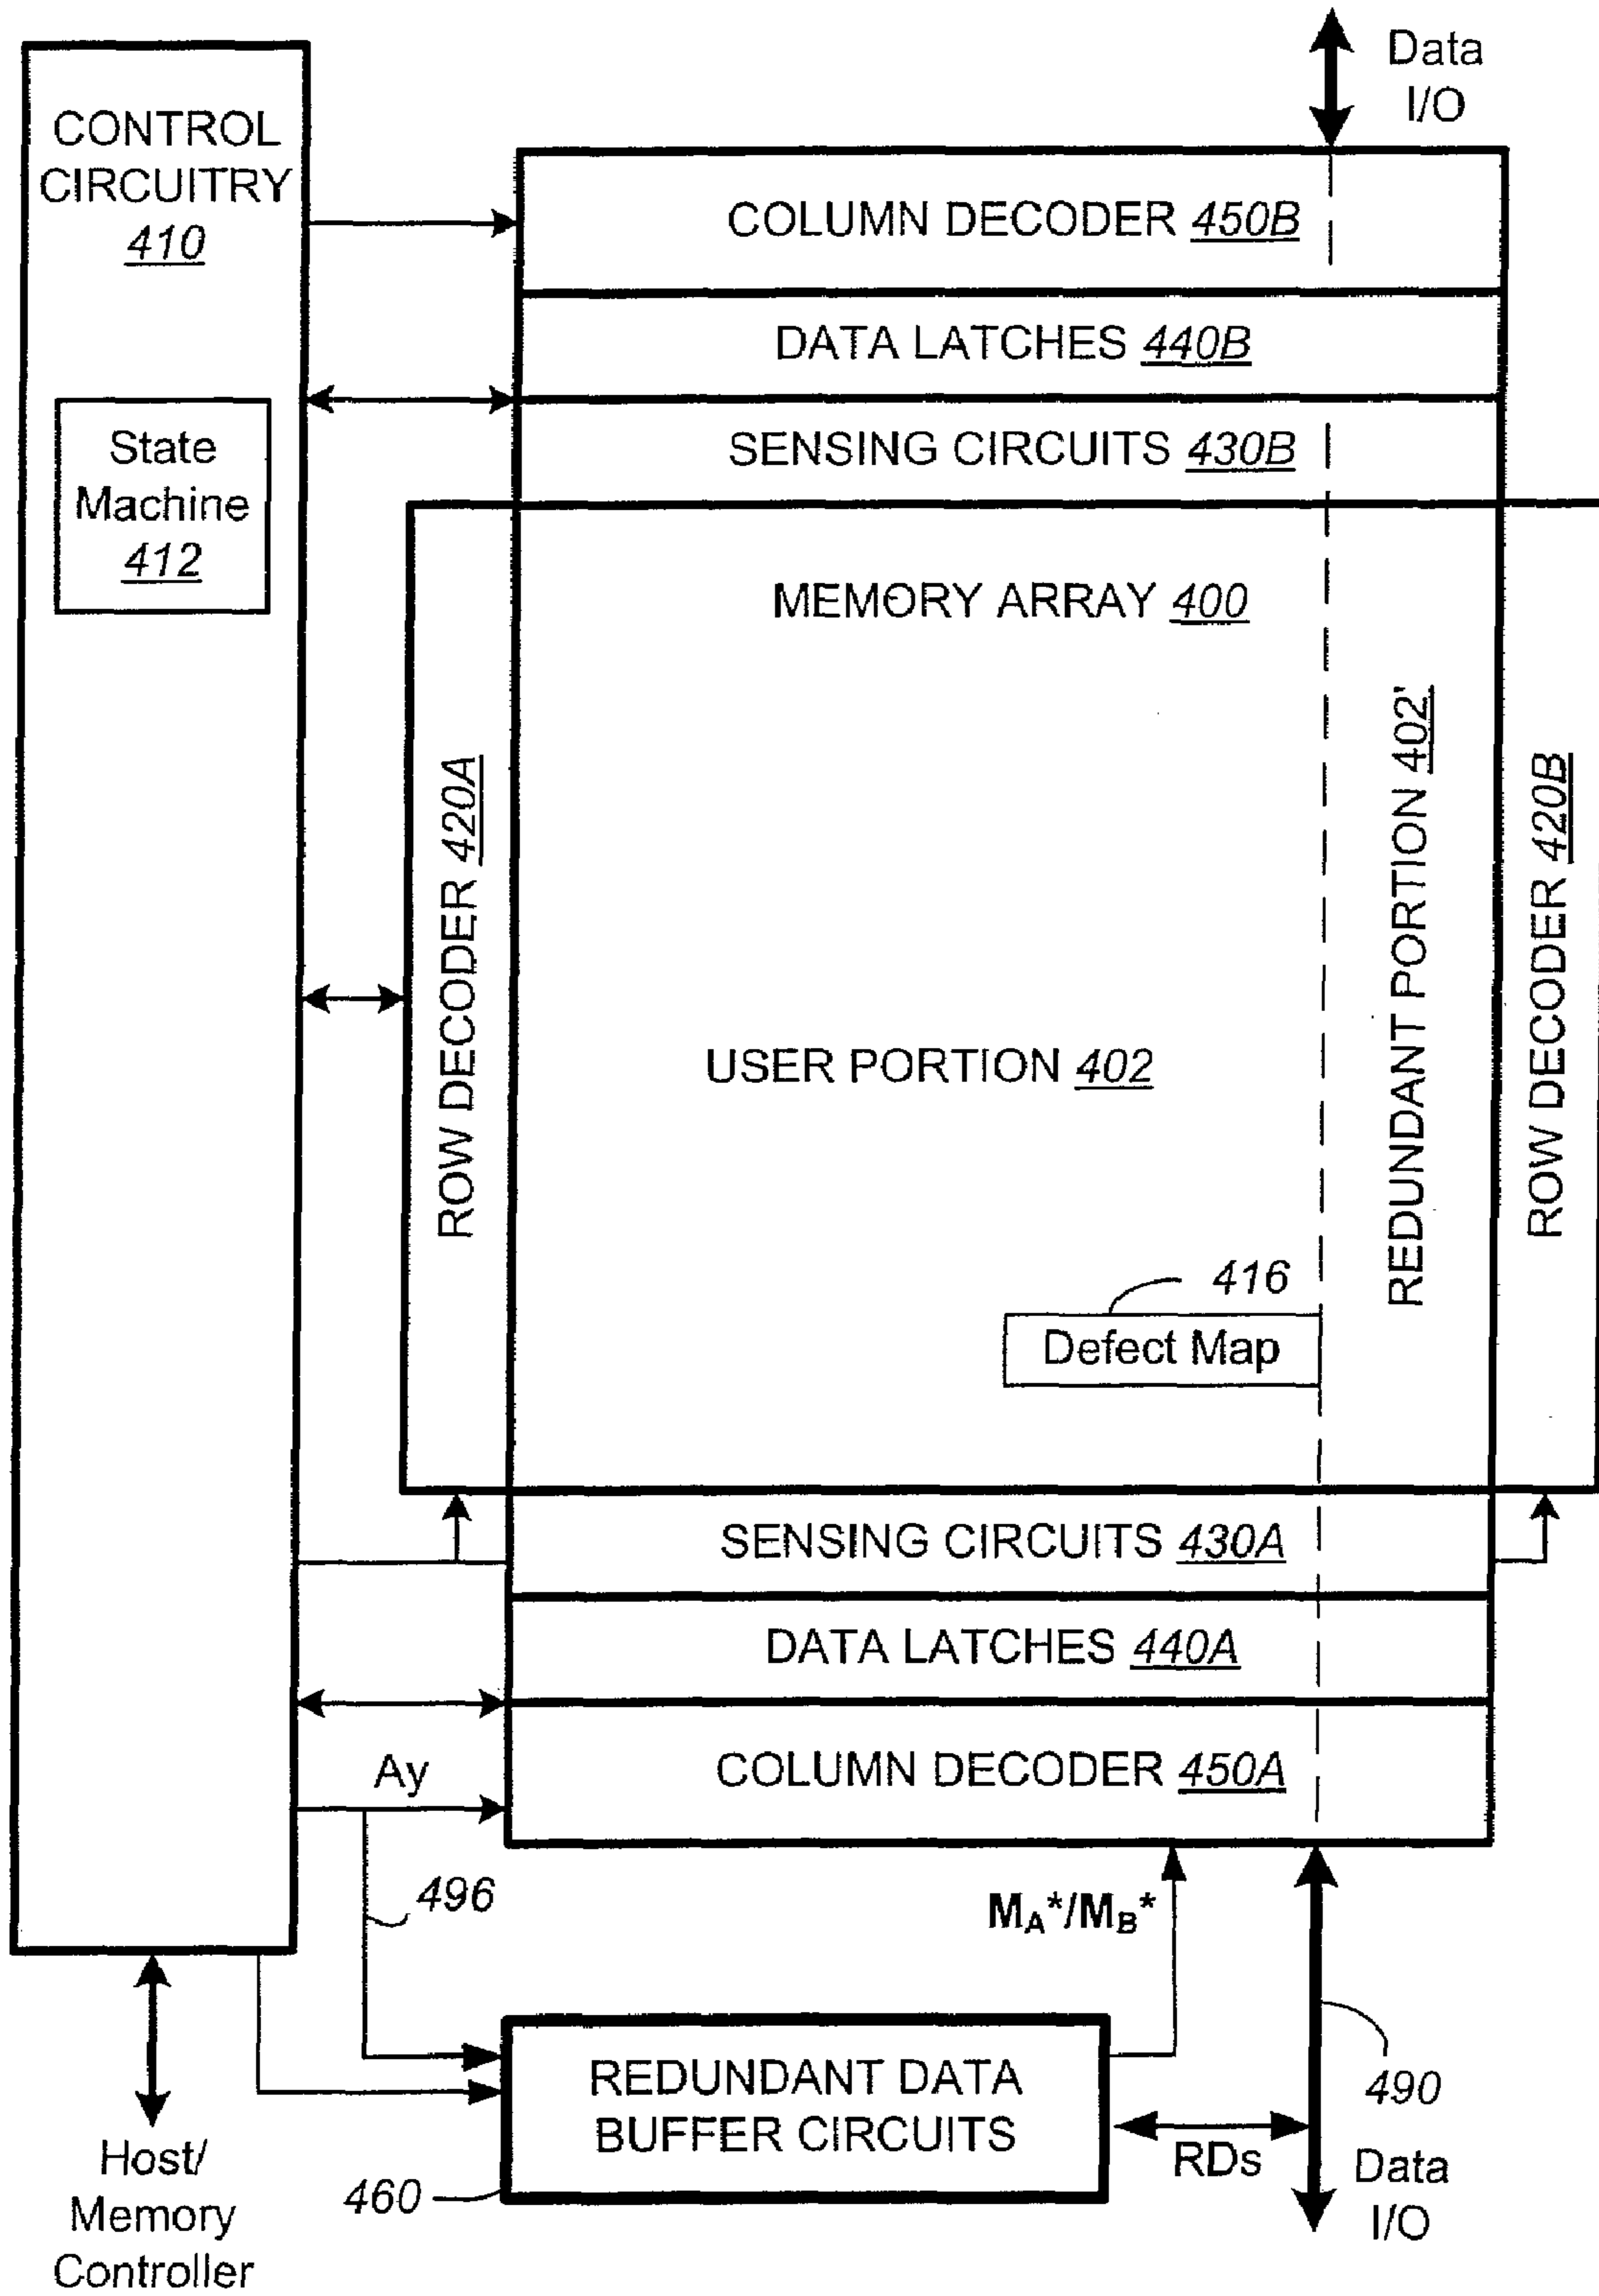 Data
I/O
CONTROL
CIRCUITRY
410
COLUMN DECODER 450B
DATA LATCHES 440B
State
Machine
412
SENSING CIRCUITS 430B
MEMORY ARRAY 400
ROW DECODER 420A
USER PORTION 402
REDUNDANT PORTION 402'
ROW DECODER 420B
416
Defect Map
SENSING CIRCUITS 430A
DATA LATCHES 440A
COLUMN DECODER 450A
Ay
496
MA*/MB*
REDUNDANT DATA
BUFFER CIRCUITS
460
RDs
490
Data
I/O
Host/
Memory
Controller